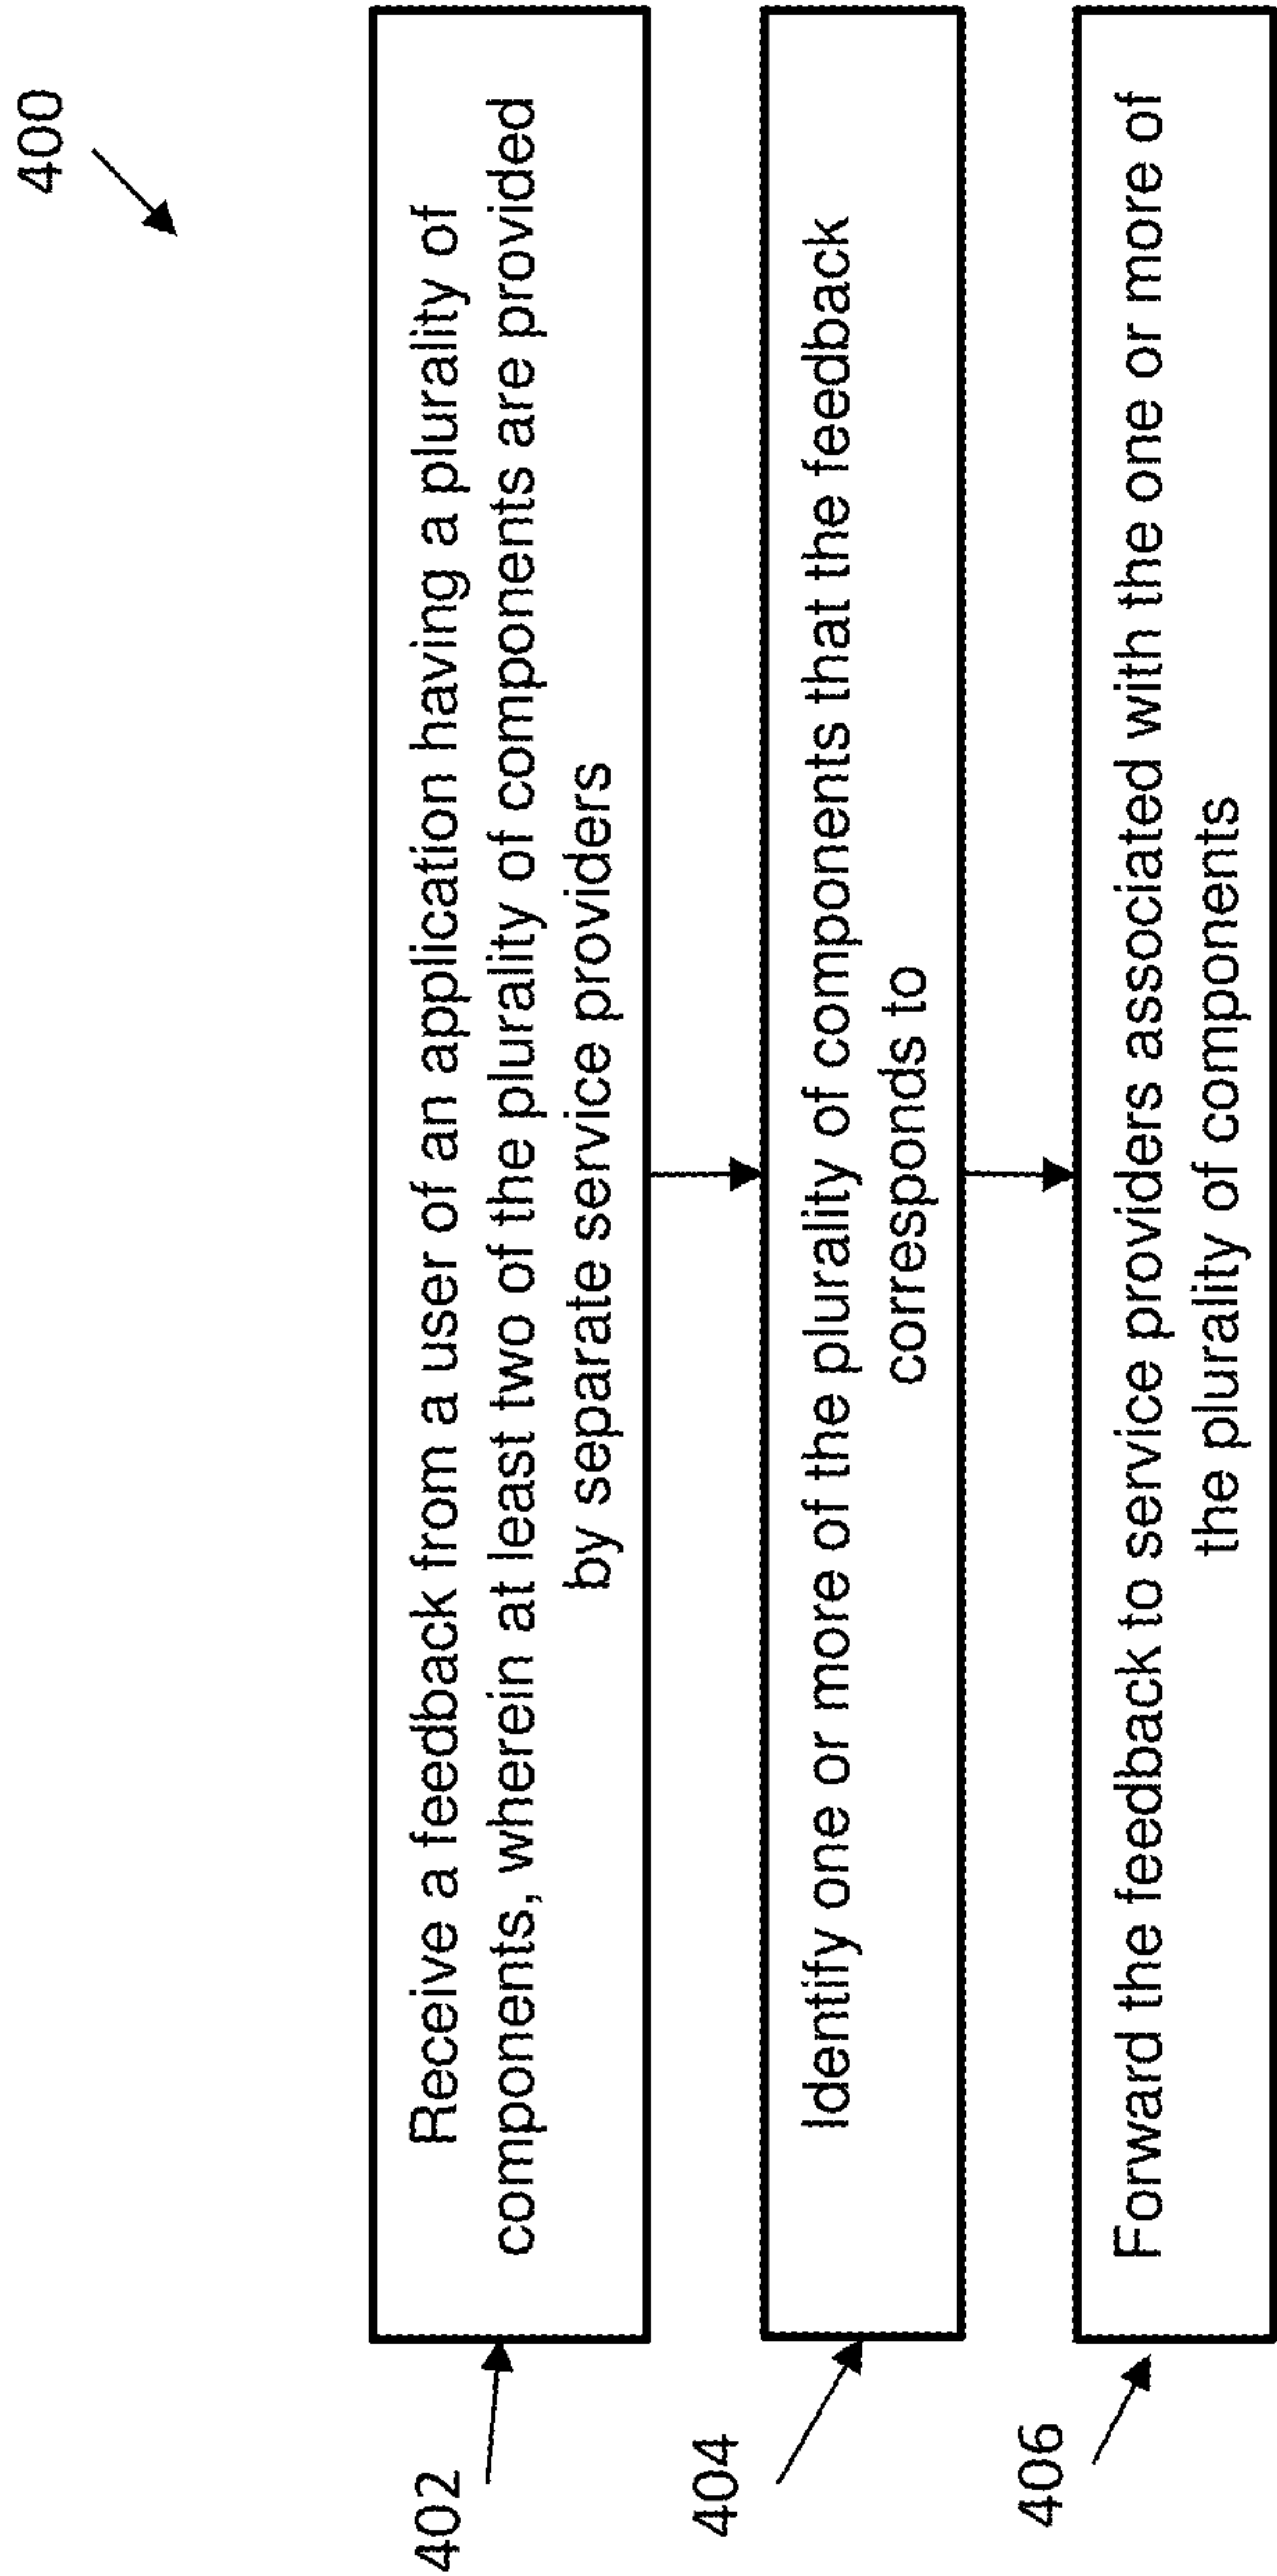 400
402
Receive a feedback from a user of an application having a plurality of
components, wherein at least two of the plurality of components are provided
by separate service providers
404
Identify one or more of the plurality of components that the feedback
corresponds to
406
Forward the feedback to service providers associated with the one or more of
the plurality of components